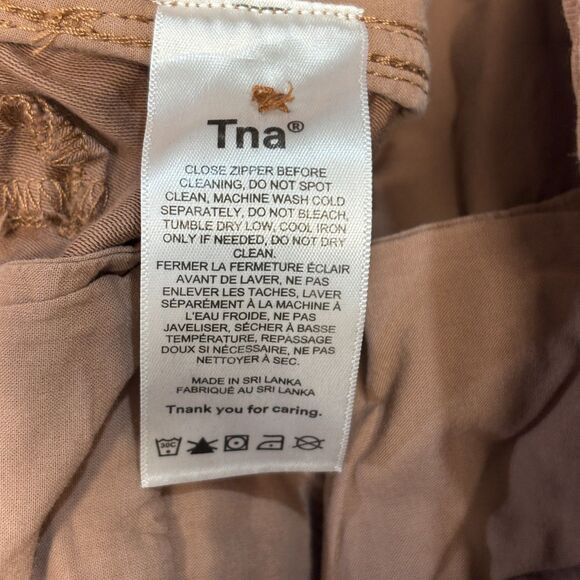 Tna®
CLOSE ZIPPER BEFORE
CLEANING, DO NOT SPOT
CLEAN, MACHINE WASH COLD
SEPARATELY, DO NOT BLEACH,
TUMBLE DRY LOW, COOL IRON
ONLY IF NEEDED, DO NOT DRY
CLEAN.
FERMER LA FERMETURE ÉCLAIR
AVANT DE LAVER, NE PAS
ENLEVER LES TACHES, LAVER
SÉPARÉMENT À LA MACHINE À
L'EAU FROIDE, NE PAS
JAVELISER, SÉCHER À BASSE
TEMPÉRATURE, REPASSAGE
DOUX SI NÉCESSAIRE, NE PAS
NETTOYER À SEC.
MADE IN SRI LANKA
FABRIQUÉ AU SRI LANKA
Tnank you for caring.
30C